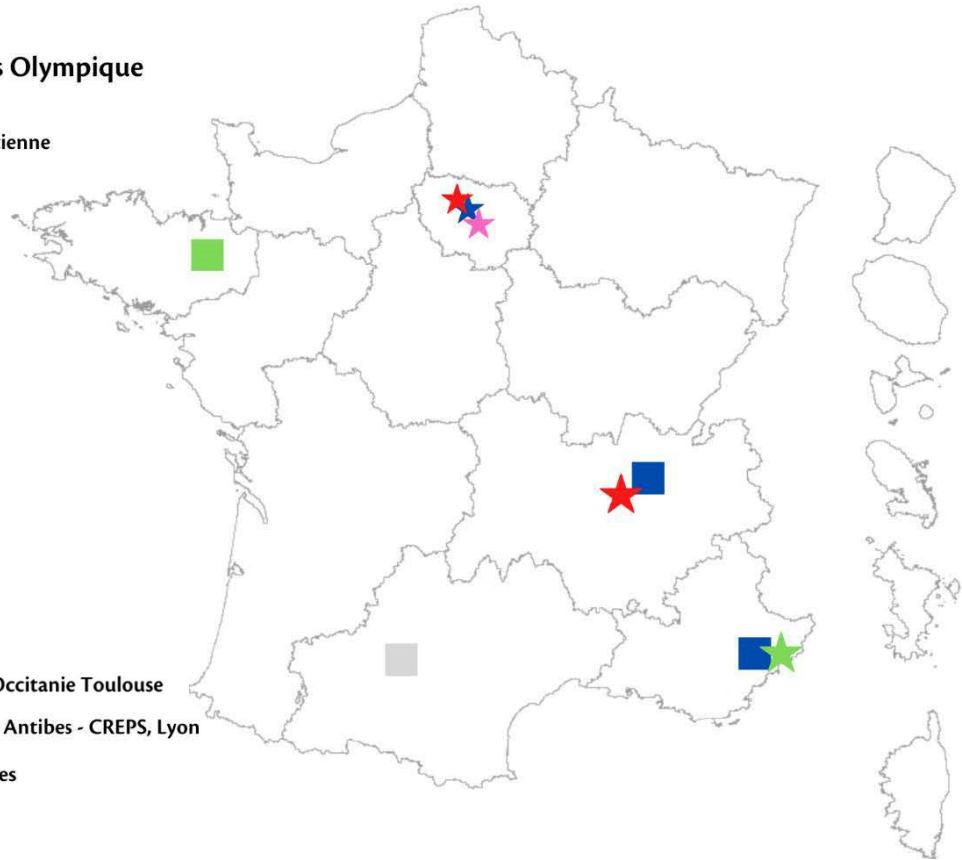 s Olympique
ienne
Occitanie Toulouse
Antibes - CREPS, Lyon
es